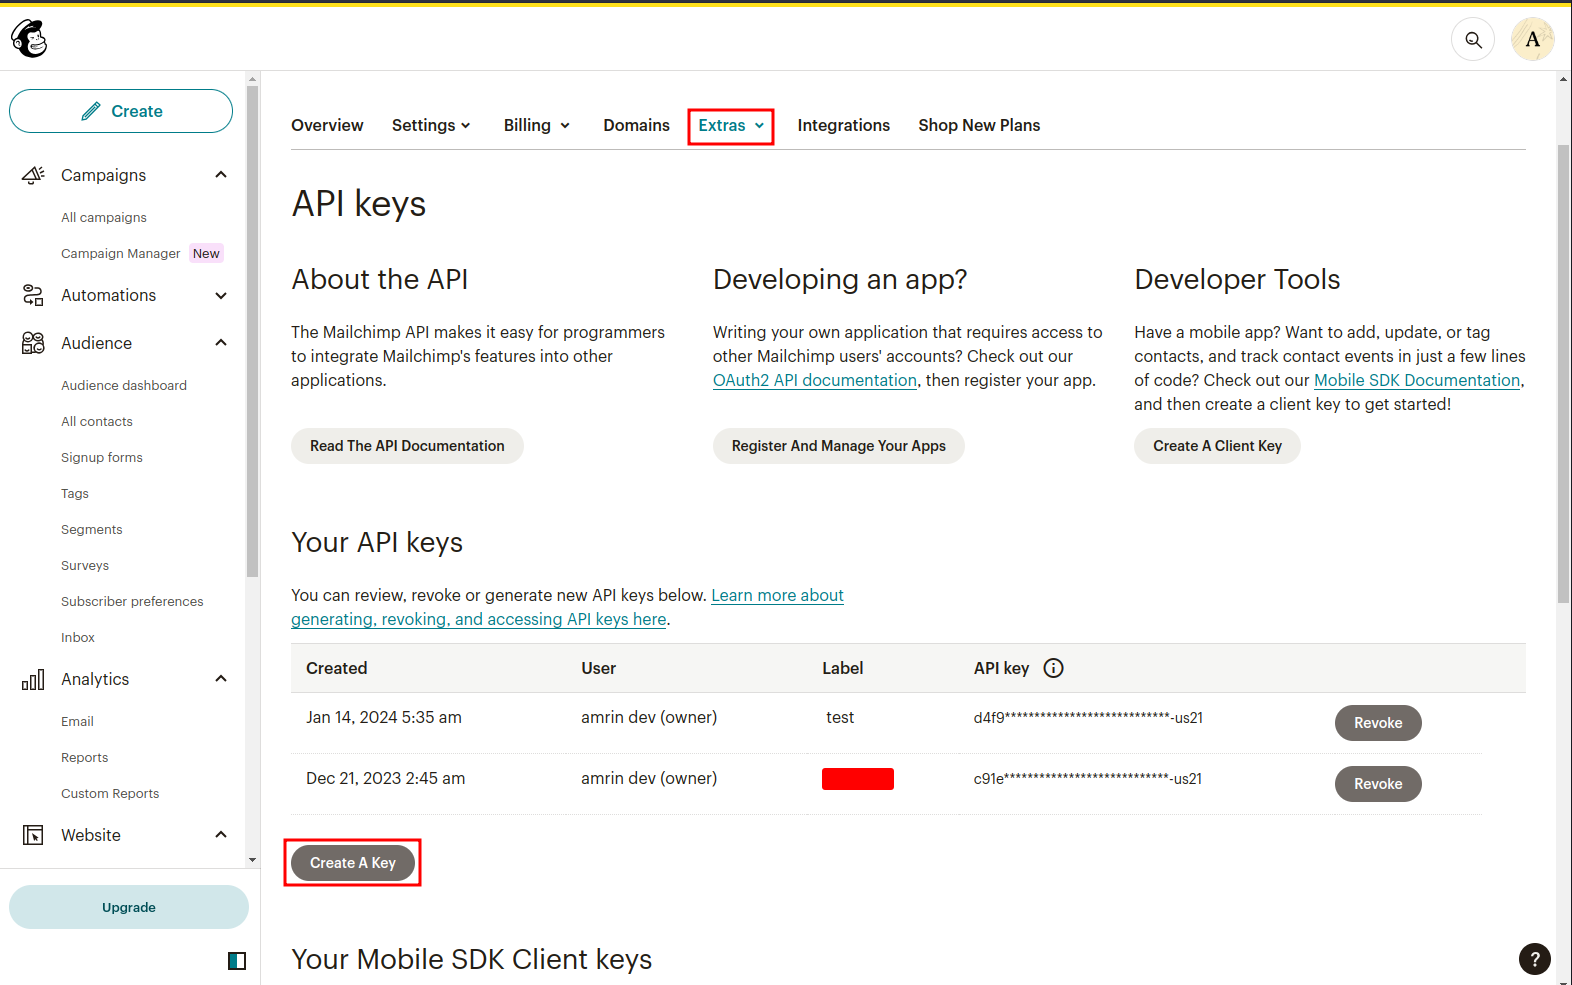 A
Create
Overview Settings Billing Domains Extras Integrations Shop New Plans
Campaigns
All campaigns
Campaign Manager New
Automations
Audience
Audience dashboard
All contacts
Signup forms
Tags
Segments
Surveys
Subscriber preferences
Inbox
Analytics
Email
Reports
Custom Reports
Website
Upgrade
API keys
About the API
The Mailchimp API makes it easy for programmers
to integrate Mailchimp's features into other
applications.
Read The API Documentation
Developing an app?
Writing your own application that requires access to
other Mailchimp users' accounts? Check out our
OAuth2 API documentation, then register your app.
Register And Manage Your Apps
Developer Tools
Have a mobile app? Want to add, update, or tag
contacts, and track contact events in just a few lines
of code? Check out our Mobile SDK Documentation,
and then create a client key to get started!
Create A Client Key
Your API keys
You can review, revoke or generate new API keys below. Learn more about
generating, revoking, and accessing API keys here.
Created User Label API key
Jan 14, 2024 5:35 am amrin dev (owner) test d4f9****************************-us21 Revoke
Dec 21, 2023 2:45 am amrin dev (owner) c91e****************************-us21 Revoke
Create A Key
Your Mobile SDK Client keys
?